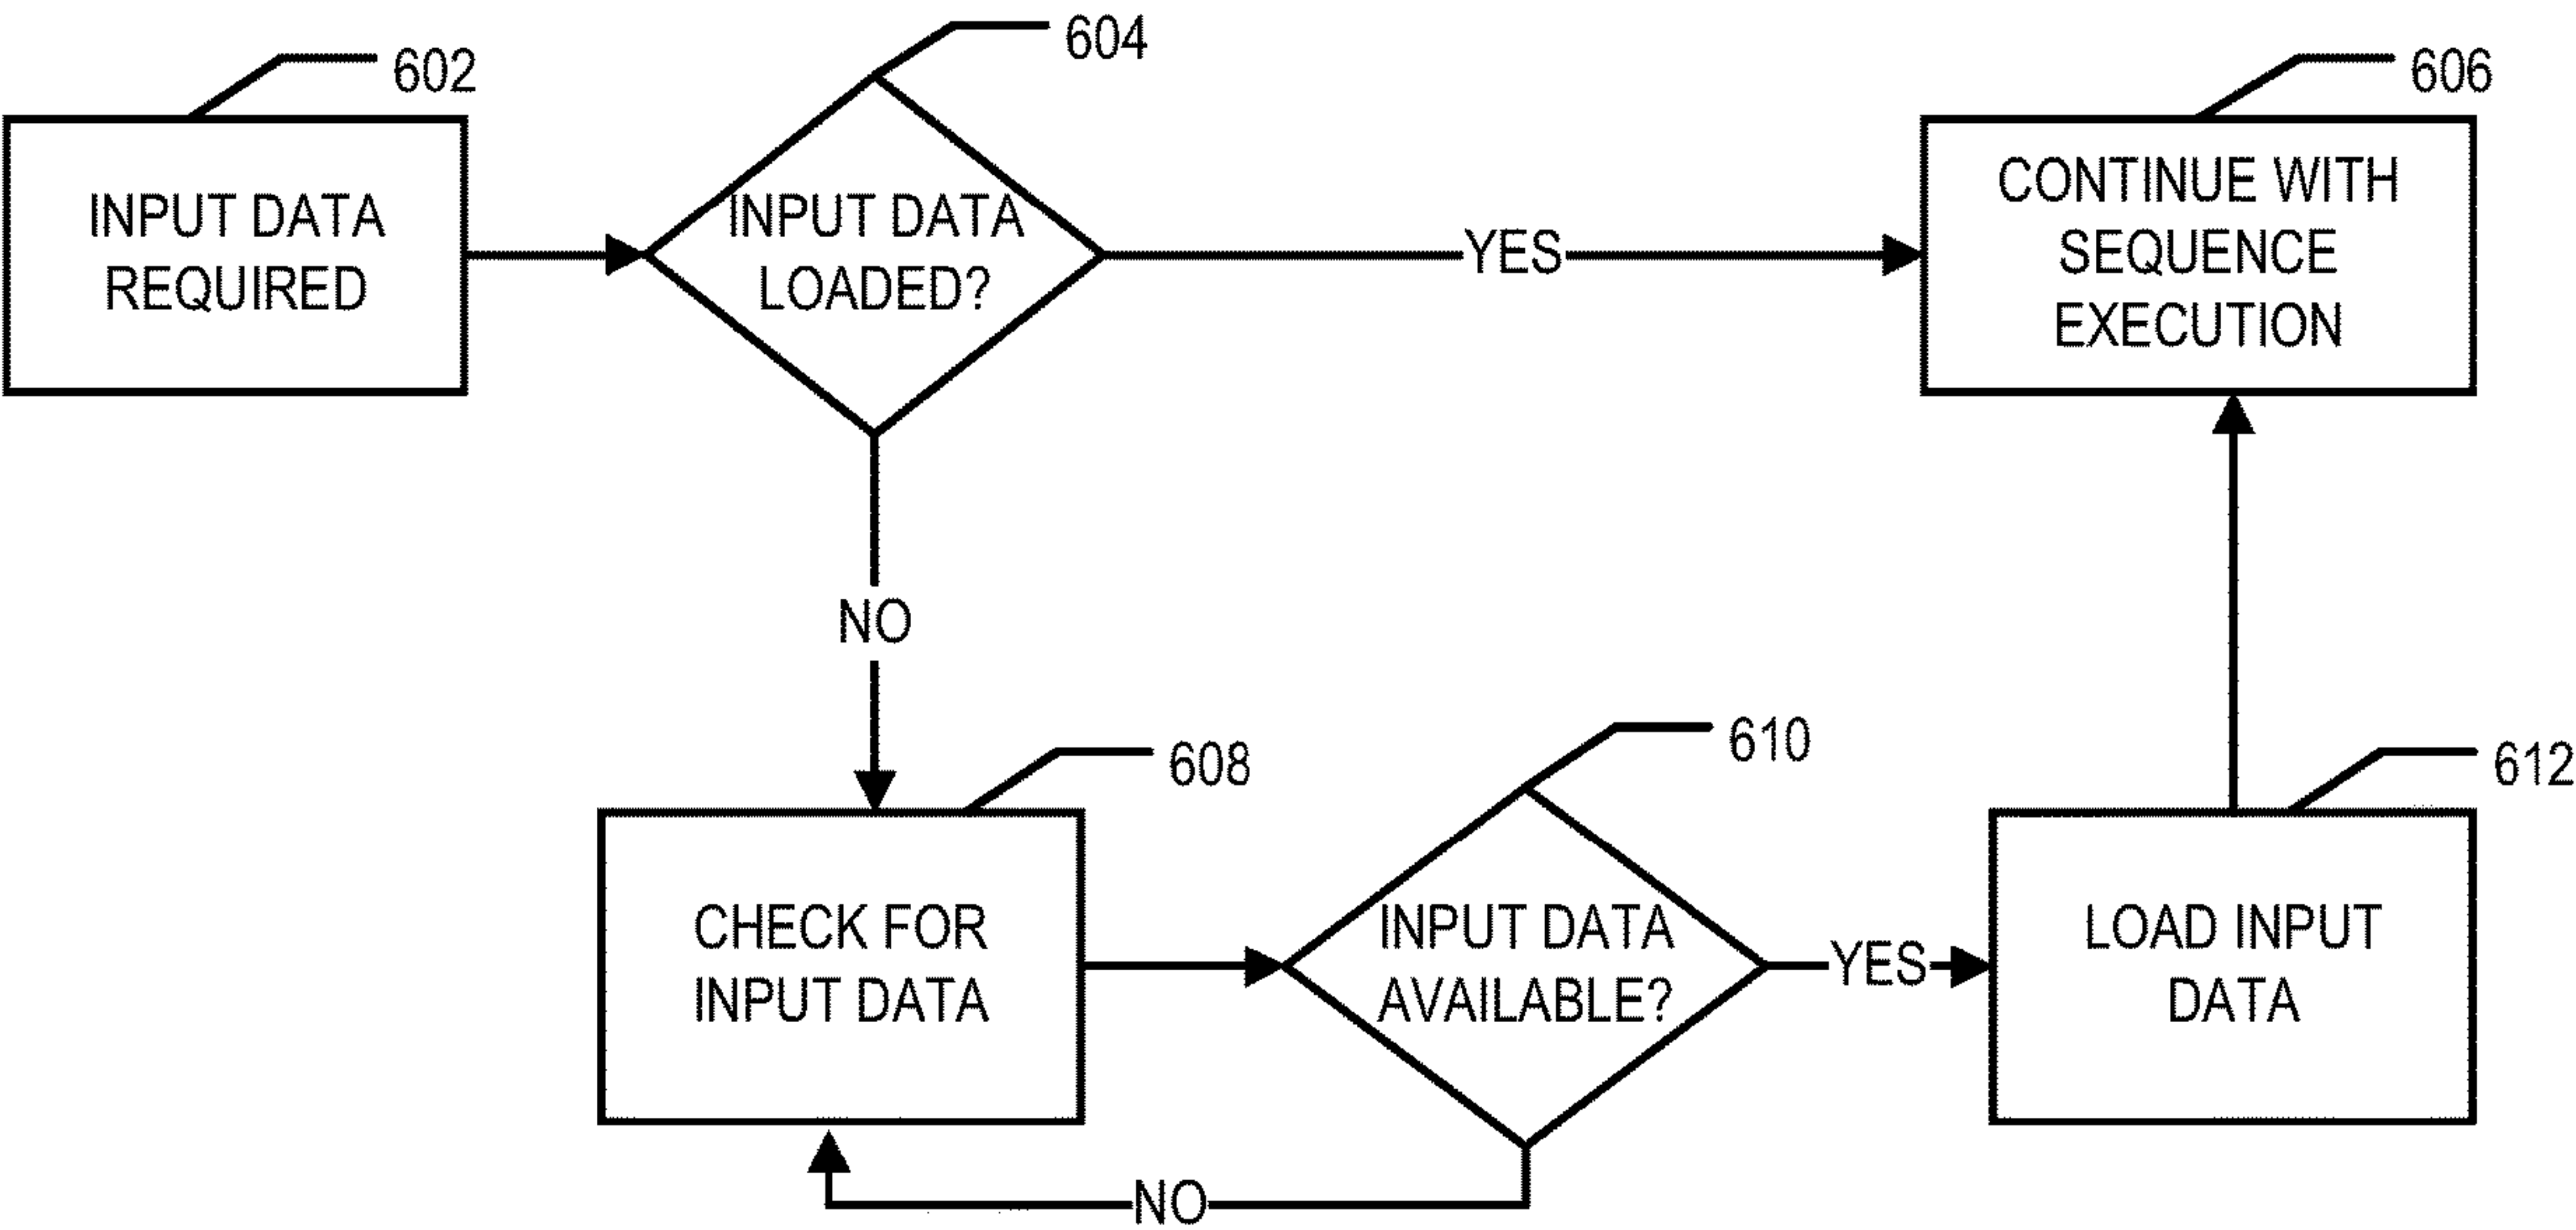 602
INPUT DATA
REQUIRED
604
INPUT DATA
LOADED?
YES
606
CONTINUE WITH
SEQUENCE
EXECUTION
NO
608
CHECK FOR
INPUT DATA
610
INPUT DATA
AVAILABLE?
YES
612
LOAD INPUT
DATA
NO